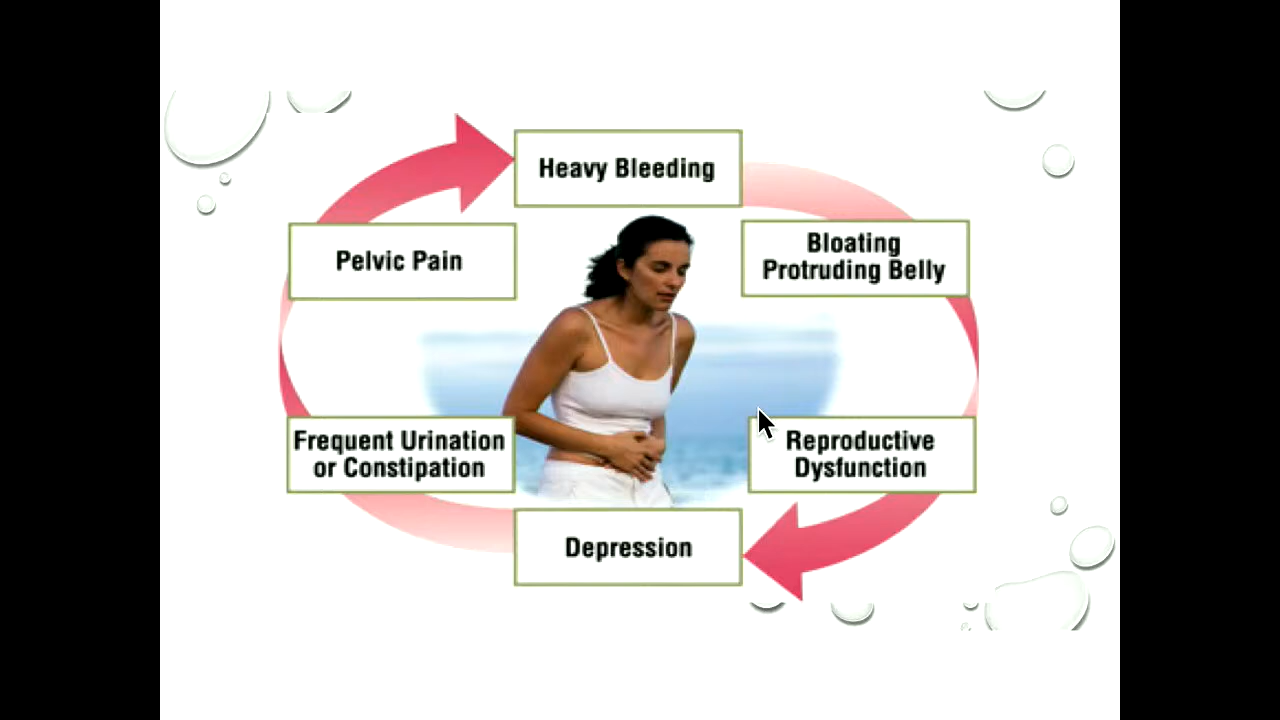 Heavy Bleeding
Pelvic Pain
Bloating
Protruding Belly
Frequent Urination
or Constipation
Reproductive
Dysfunction
Depression